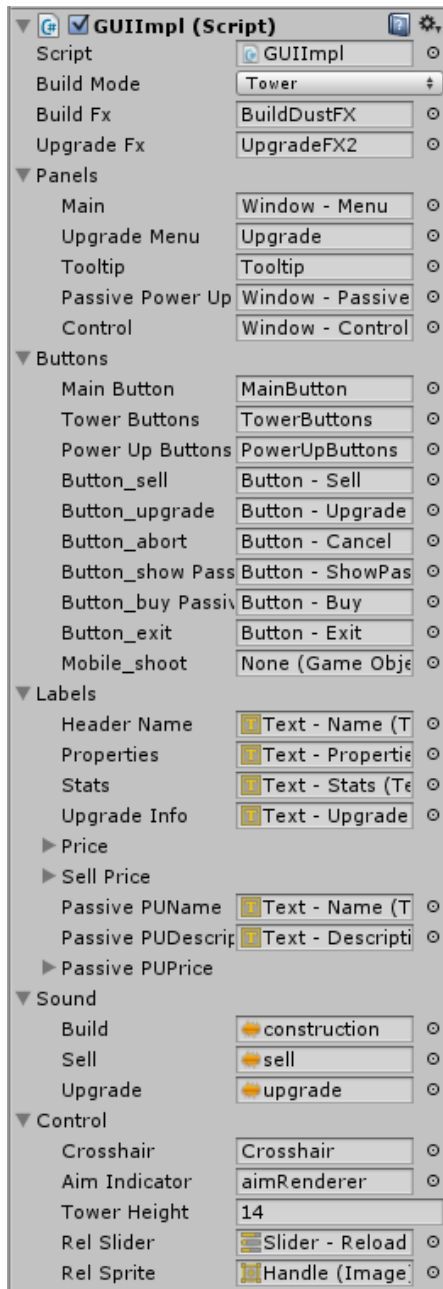 GUIImpl (Script)
Script GUIImpl
Build Mode Tower
Build Fx BuildDustFX
Upgrade Fx UpgradeFX2
Panels
Main Window - Menu
Upgrade Menu Upgrade
Tooltip Tooltip
Passive Power Up Window - Passive
Control Window - Control
Buttons
Main Button MainButton
Tower Buttons TowerButtons
Power Up Buttons PowerUpButtons
Button_sell Button - Sell
Button_upgrade Button - Upgrade
Button_abort Button - Cancel
Button_show Pass Button - ShowPas
Button_buy Passiv Button - Buy
Button_exit Button - Exit
Mobile_shoot None (Game Obje
Labels
Header Name Text - Name (T
Properties Text - Propertie
Stats Text - Stats (Te
Upgrade Info Text - Upgrade
Price
Sell Price
Passive PUName Text - Name (T
Passive PUDescrip Text - Descripti
Passive PUPrice
Sound
Build construction
Sell sell
Upgrade upgrade
Control
Crosshair Crosshair
Aim Indicator aimRenderer
Tower Height 14
Rel Slider Slider - Reload
Rel Sprite Handle (Image)